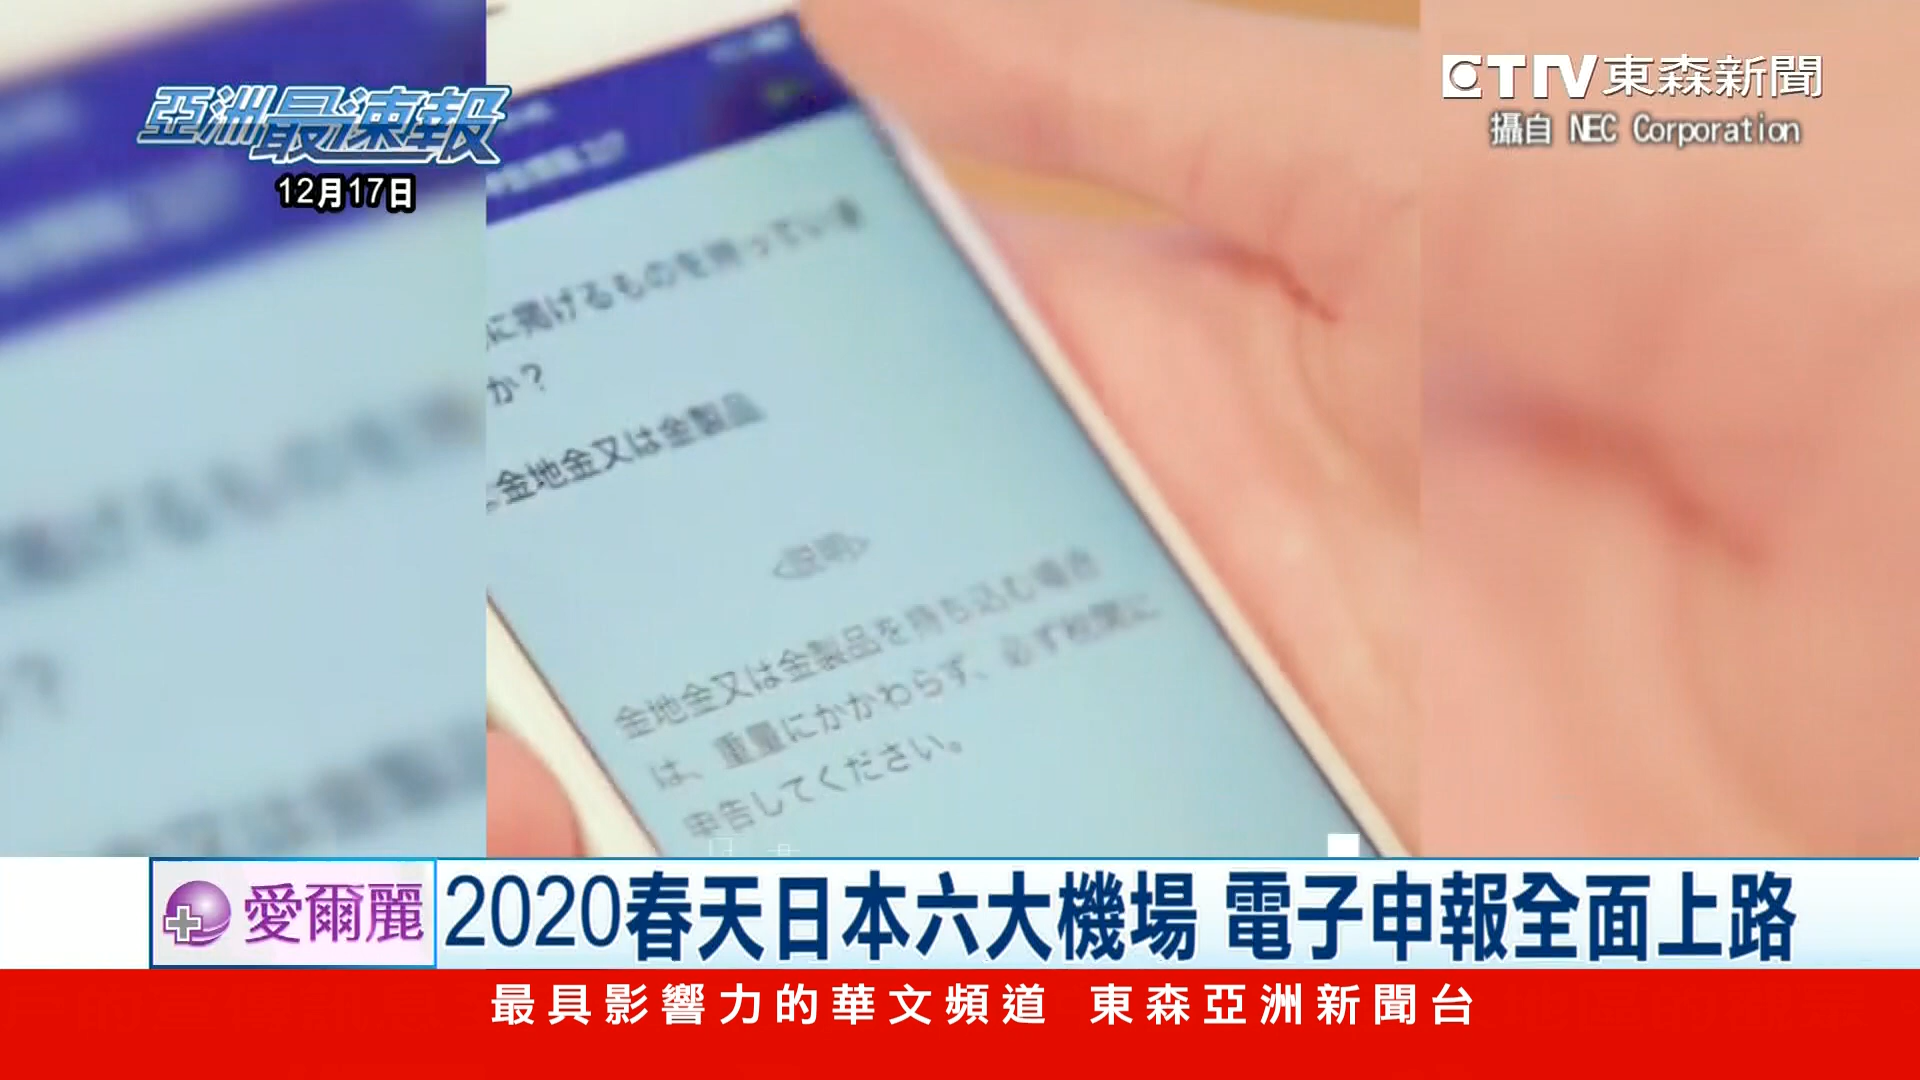 亞洲最速報
12月17日
ETTV東森新聞
攝自 NEC Corporation
に掲げるものを持っていま
か?
金地金又は金製品
<説明>
金地金又は金製品を持ち込む場合
は、重量にかかわらず、必ず税関に
申告してください。
愛爾麗
2020春天日本六大機場 電子申報全面上路
最具影響力的華文頻道 東森亞洲新聞台